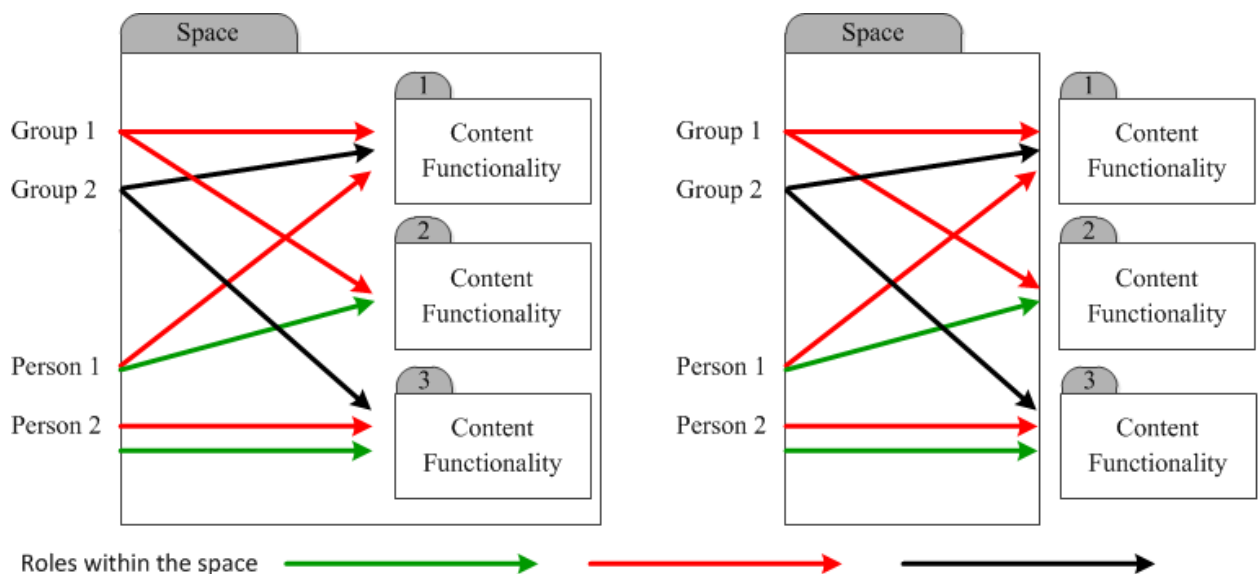 Space
Group 1
Group 2
Person 1
Person 2
1
Content
Functionality
2
Content
Functionality
3
Content
Functionality
Space
Group 1
Group 2
Person 1
Person 2
1
Content
Functionality
2
Content
Functionality
3
Content
Functionality
Roles within the space